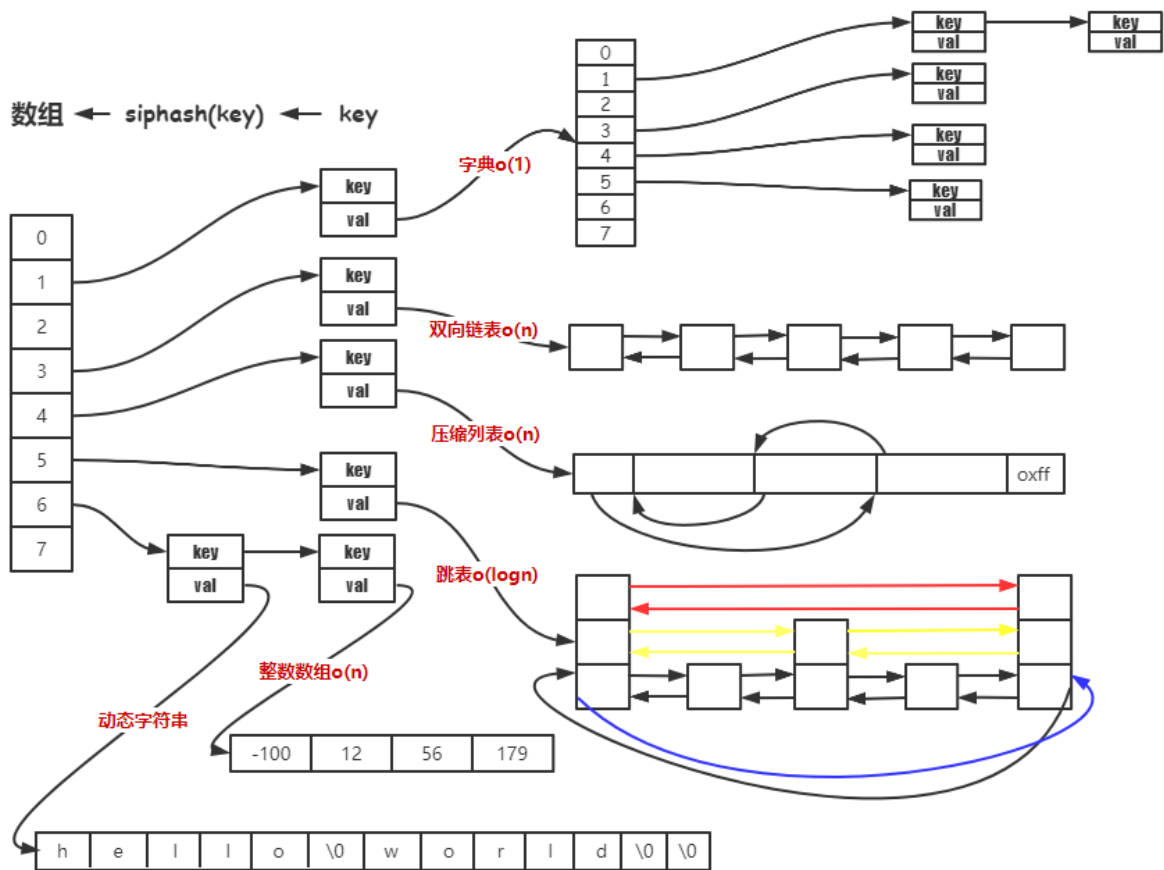 数组 siphash(key) key
0
1
2
3
4
5
6
7
key
val
key
val
key
val
key
val
key
val
key
val
字典o(1)
0
1
2
3
4
5
6
7
key
val
key
val
key
val
key
val
key
val
双向链表o(n)
压缩列表o(n)
oxff
跳表o(logn)
整数数组o(n)
-100 12 56 179
动态字符串
h e l l o \0 w o r l d \0 \0